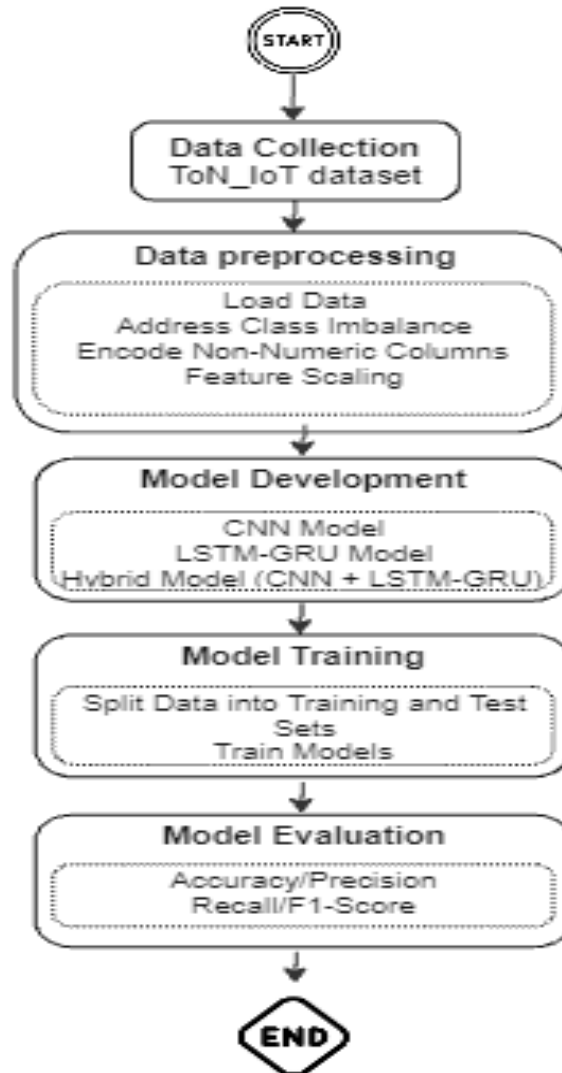 START
Data Collection
ToN_IoT dataset
Data preprocessing
Load Data
Address Class Imbalance
Encode Non-Numeric Columns
Feature Scaling
Model Development
CNN Model
LSTM-GRU Model
Hybrid Model (CNN + LSTM-GRU)
Model Training
Split Data into Training and Test
Sets
Train Models
Model Evaluation
Accuracy/Precision
Recall/F1-Score
END